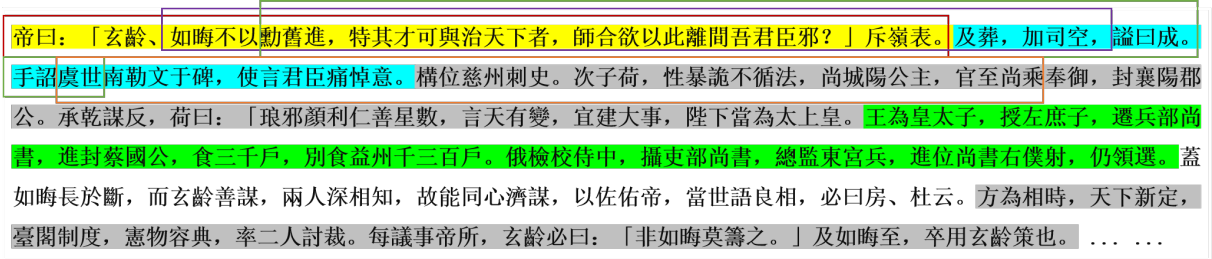 帝曰：「玄齡、如晦不以勳舊進，特其才可與治天下者，師合欲以此離間吾君臣邪？」斥嶺表。及葬，加司空，謚曰成。
手詔虞世南勒文于碑，使言君臣痛悼意。構位慈州刺史。次子荷，性暴詭不循法，尚城陽公主，官至尚乘奉御，封襄陽郡
公。承乾謀反，荷曰：「琅邪顏利仁善星數，言天有變，宜建大事，陛下當為太上皇。王為皇太子，授左庶子，遷兵部尚
書，進封蔡國公，食三千戶，別食益州千三百戶。俄檢校侍中，攝吏部尚書，總監東宮兵，進位尚書右僕射，仍領選。蓋
如晦長於斷，而玄齡善謀，兩人深相知，故能同心濟謀，以佐佑帝，當世語良相，必曰房、杜云。方為相時，天下新定，
臺閣制度，憲物容典，率二人討裁。每議事帝所，玄齡必曰：「非如晦莫籌之。」及如晦至，卒用玄齡策也。... ...